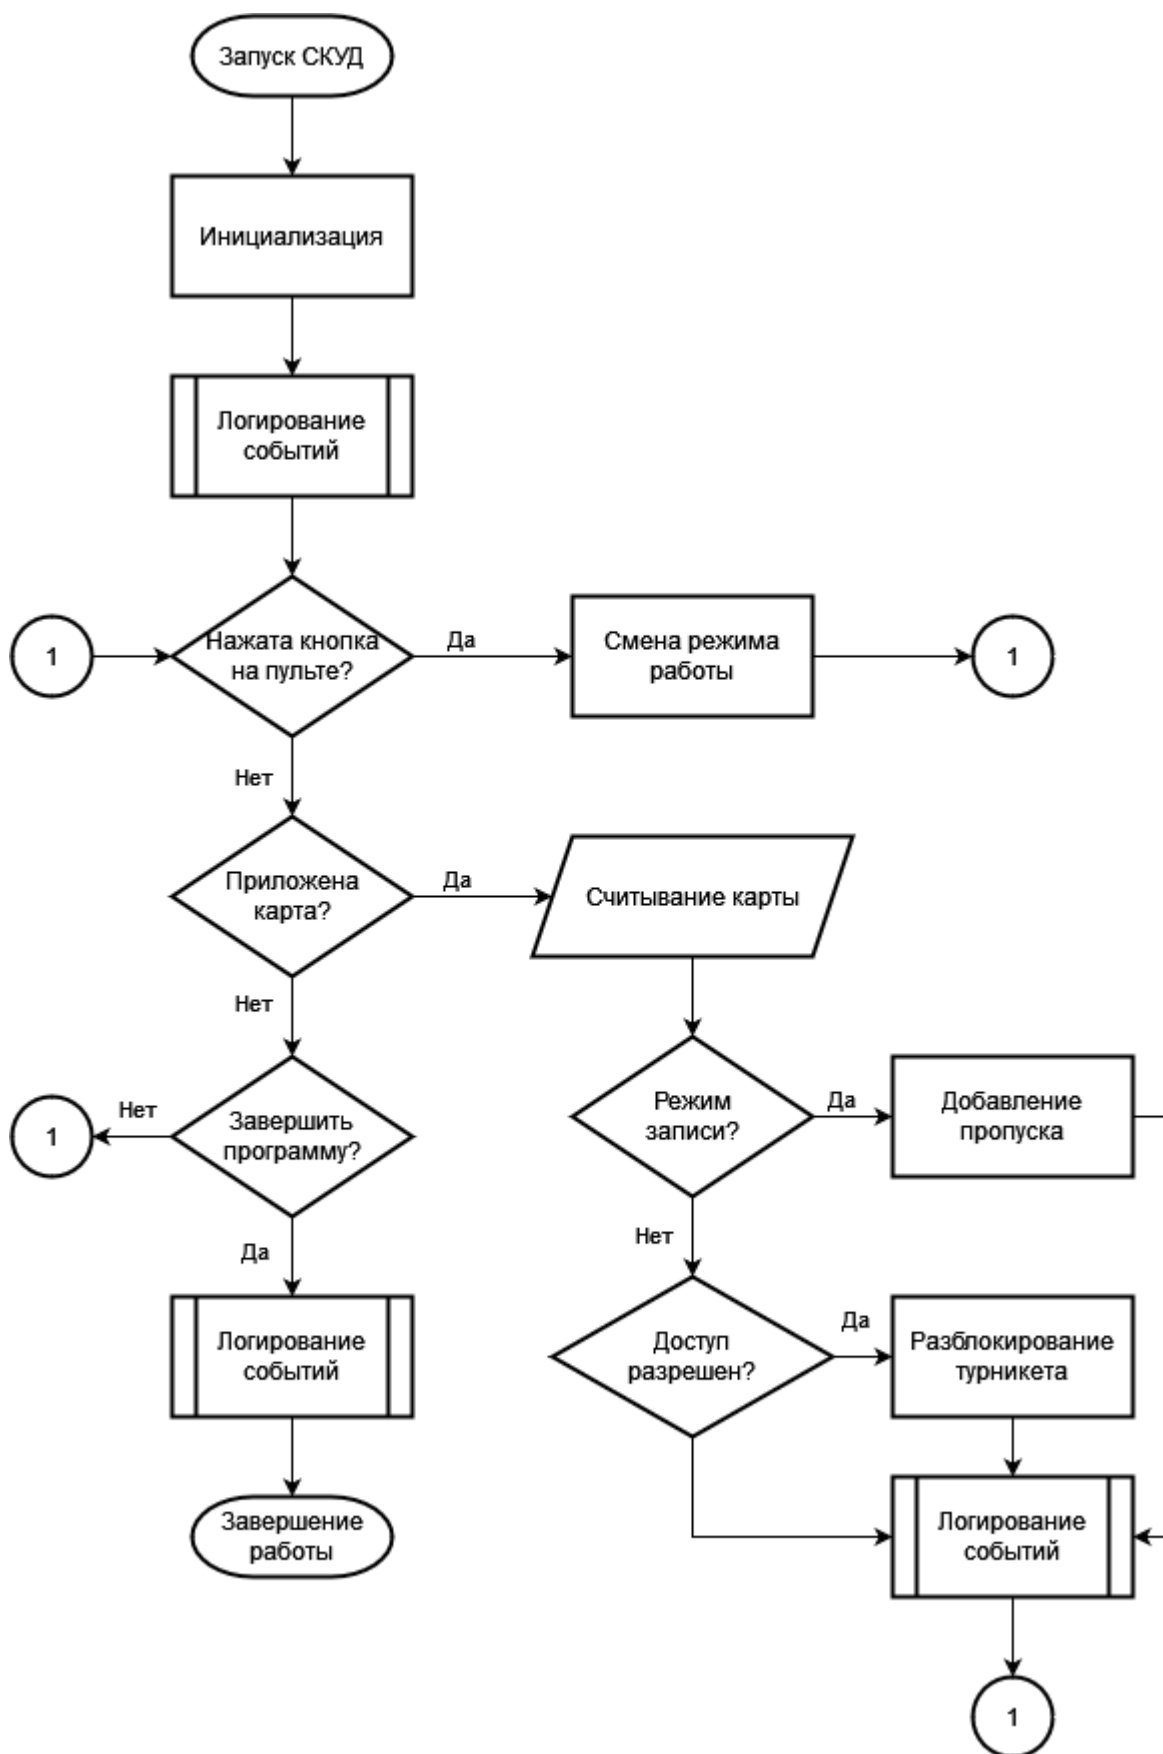 Запуск СКУД
Инициализация
Логирование
событий
1
Нажата кнопка
на пульте?
Да
Смена режима
работы
1
Нет
Приложена
карта?
Да
Считывание карты
Нет
1
Нет
Завершить
программу?
Режим
записи?
Да
Добавление
пропуска
Да
Нет
Логирование
событий
Доступ
разрешен?
Да
Разблокирование
турникета
Завершение
работы
Логирование
событий
1